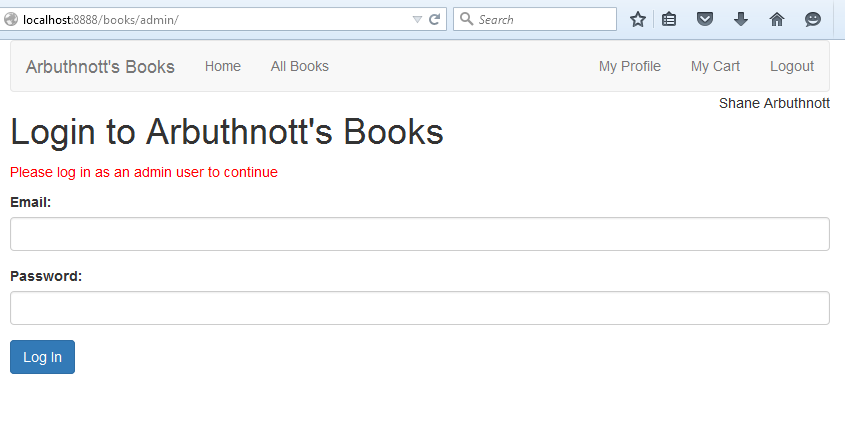 localhost:8888/books/admin/ Search
Arbuthnott's Books Home All Books My Profile My Cart Logout
Shane Arbuthnott
Login to Arbuthnott's Books
Please log in as an admin user to continue
Email:
Password:
Log In